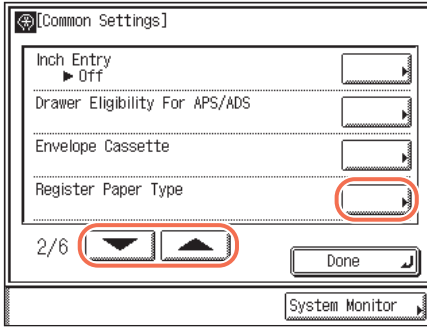 [Common Settings]
Inch Entry
▶ Off
Drawer Eligibility For APS/ADS
Envelope Cassette
Register Paper Type
2/6
Done
System Monitor